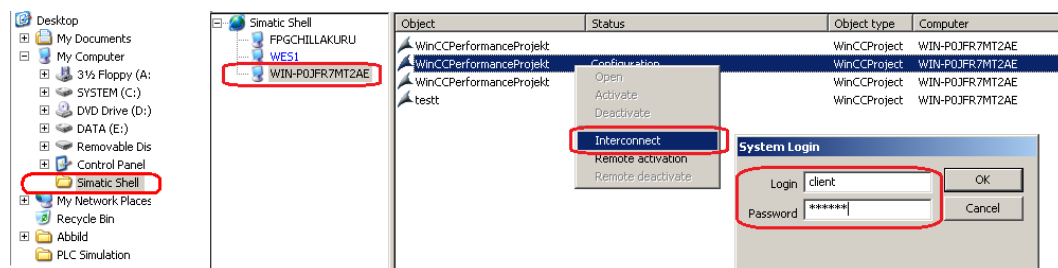 Desktop
My Documents
My Computer
3½ Floppy (A:
SYSTEM (C:)
DVD Drive (D:)
DATA (E:)
Removable Dis
Control Panel
Simatic Shell
My Network Places
Recycle Bin
Abbild
PLC Simulation
Simatic Shell
FPGCHILLAKURU
WES1
WIN-P0JFR7MT2AE
Object Status Object type Computer
WinCCPerformanceProjekt WinCCProject WIN-P0JFR7MT2AE
WinCCPerformanceProjekt Configuration WinCCProject WIN-P0JFR7MT2AE
WinCCPerformanceProjekt WinCCProject WIN-P0JFR7MT2AE
testt WinCCProject WIN-P0JFR7MT2AE
Open
Activate
Deactivate
Interconnect
Remote activation
Remote deactivate
System Login
Login client OK
Password ****** Cancel